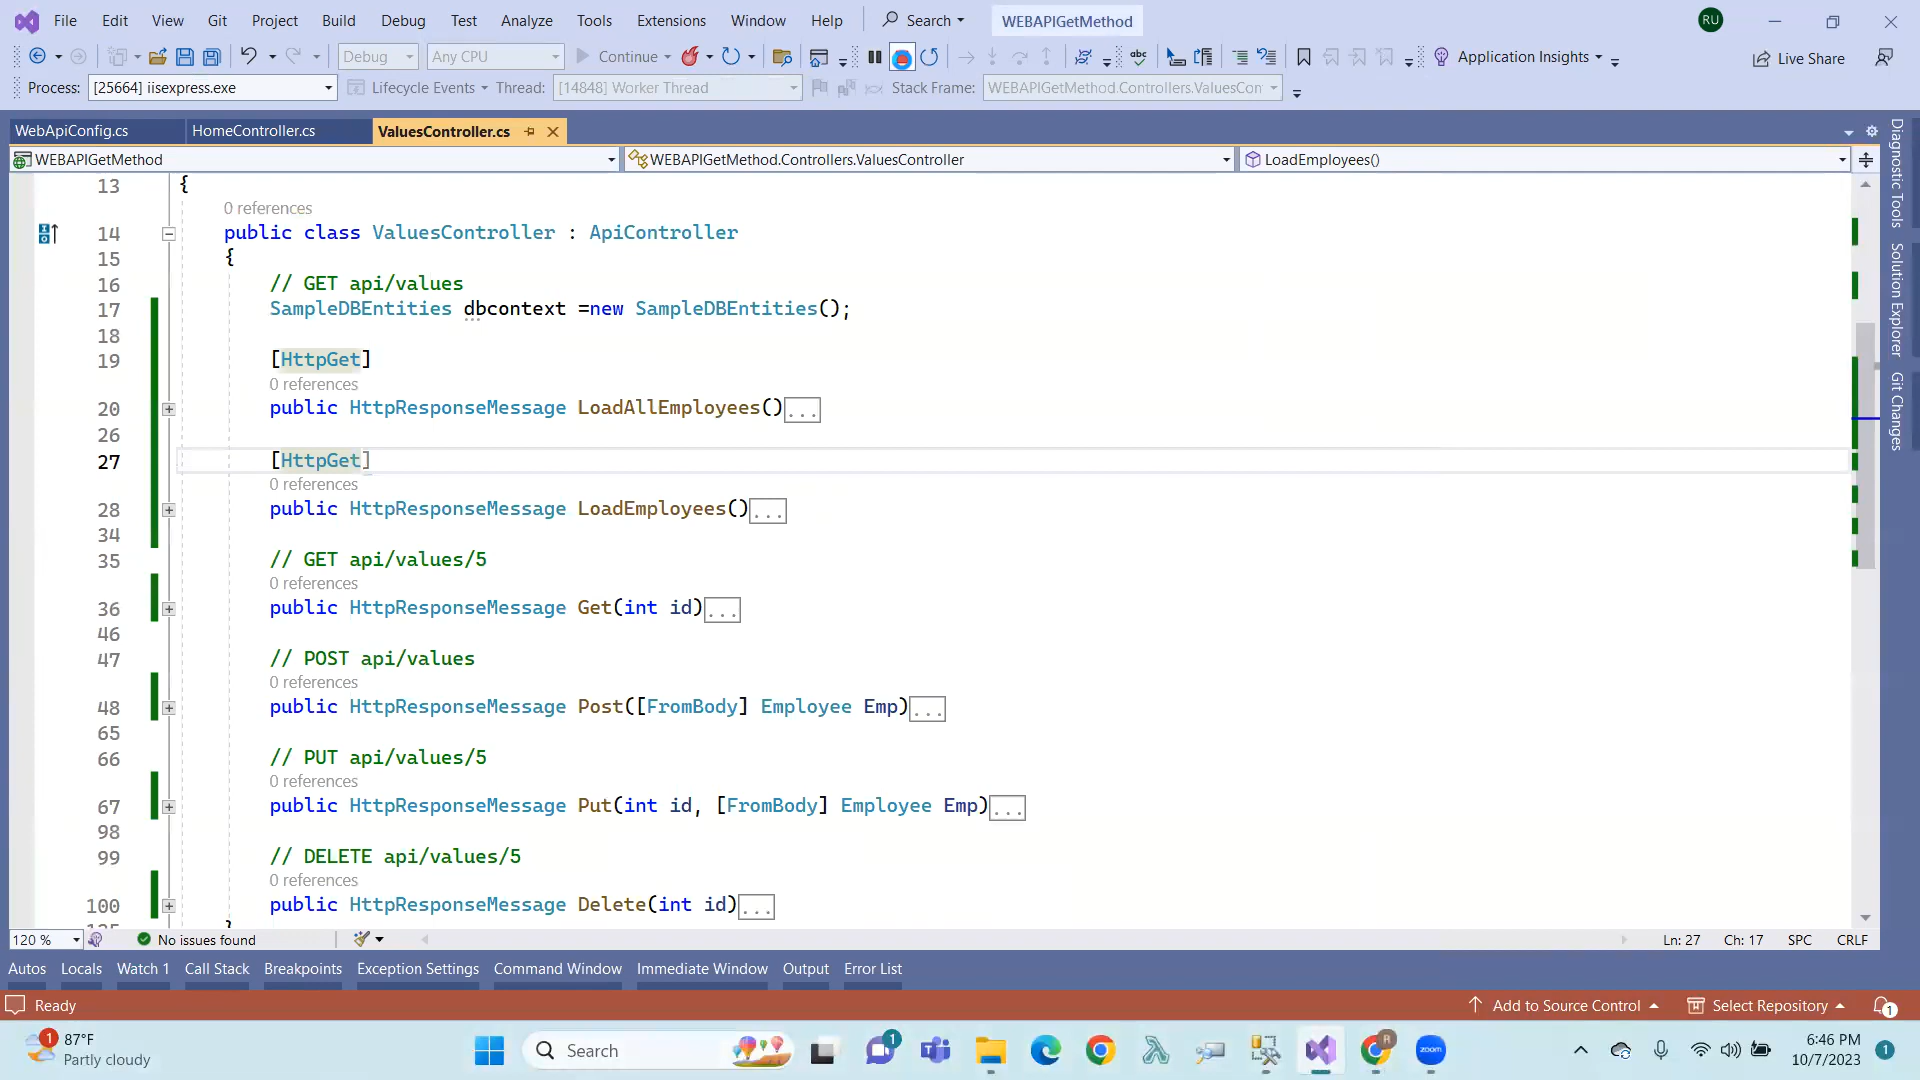 File Edit View Git Project Build Debug Test Analyze Tools Extensions Window Help Search WEBAPIGetMethod RU
Debug Any CPU Continue Application Insights Live Share
Process: [25664] iisexpress.exe Lifecycle Events Thread: [14848] Worker Thread Stack Frame: WEBAPIGetMethod.Controllers.ValuesCon
WebApiConfig.cs HomeController.cs ValuesController.cs
WEBAPIGetMethod WEBAPIGetMethod.Controllers.ValuesController LoadEmployees()
13 {
0 references
14 public class ValuesController : ApiController
15 {
16 // GET api/values
17 SampleDBEntities dbcontext =new SampleDBEntities();
18
19 [HttpGet]
0 references
20 public HttpResponseMessage LoadAllEmployees()...
26
27 [HttpGet]
0 references
28 public HttpResponseMessage LoadEmployees()...
34
35 // GET api/values/5
0 references
36 public HttpResponseMessage Get(int id)...
46
47 // POST api/values
0 references
48 public HttpResponseMessage Post([FromBody] Employee Emp)...
65
66 // PUT api/values/5
0 references
67 public HttpResponseMessage Put(int id, [FromBody] Employee Emp)...
98
99 // DELETE api/values/5
0 references
100 public HttpResponseMessage Delete(int id)...
Diagnostic Tools
Solution Explorer
Git Changes
120 % No issues found Ln: 27 Ch: 17 SPC CRLF
Autos Locals Watch 1 Call Stack Breakpoints Exception Settings Command Window Immediate Window Output Error List
Ready Add to Source Control Select Repository 1
1 87°F
Partly cloudy
Search 1 R zoom
6:46 PM
10/7/2023 1